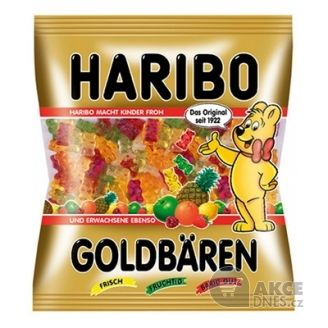 HARIBO
HARIBO MACHT KINDER FROH
Das Original
seit 1922
UND ERWACHSENE EBENSO
GOLDBÄREN
FRISCH
FRUCHTIG
AKCE
DNES.cz